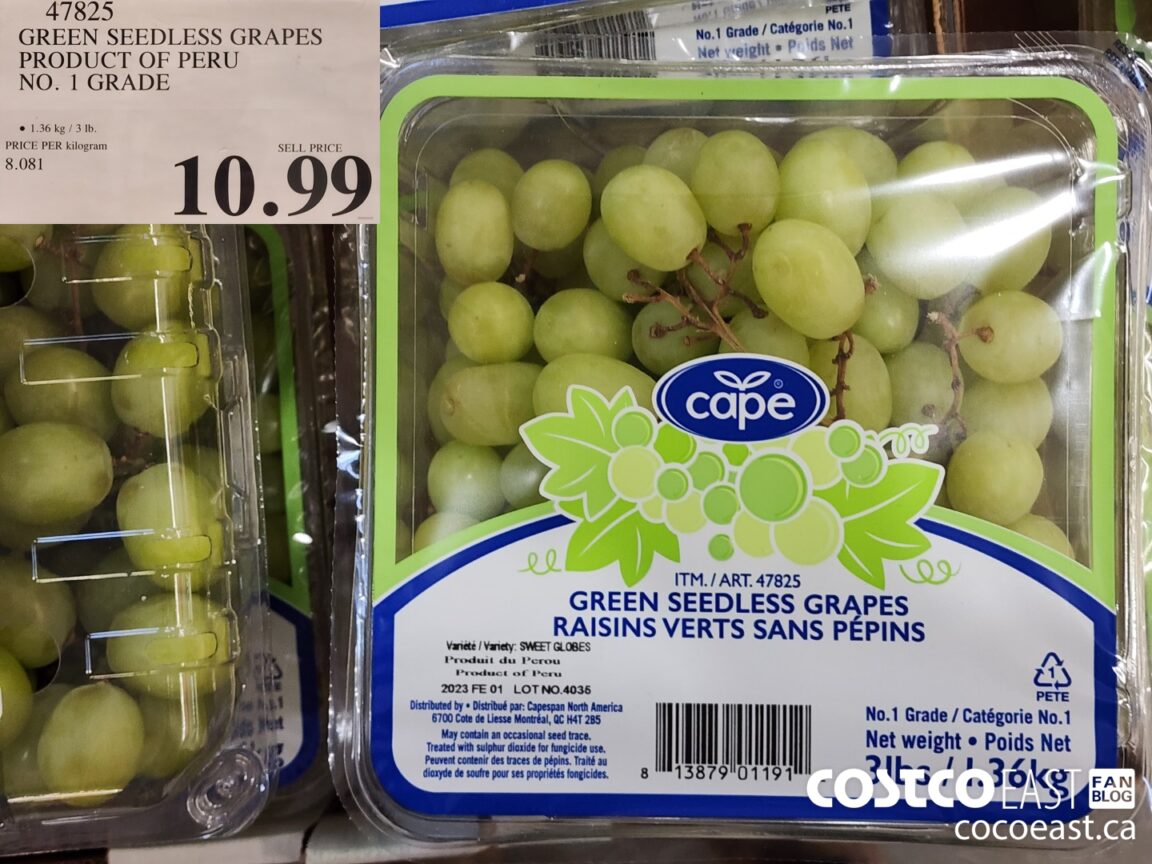 47825
GREEN SEEDLESS GRAPES
PRODUCT OF PERU
NO. 1 GRADE
• 1.36 kg / 3 lb.
PRICE PER kilogram
8.081
SELL PRICE
10.99
PETE
No.1 Grade / Catégorie No.1
Net weight • Poids Net
cape
ITM. / ART. 47825
GREEN SEEDLESS GRAPES
RAISINS VERTS SANS PÉPINS
Variété / Variety: SWEET GLOBES
Produit du Perou
Product of Peru
2023 FE 01 LOT NO.4035
Distributed by • Distribué par: Capespan North America
6700 Cote de Liesse Montréal, QC H4T 2B5
May contain an occasional seed trace.
Treated with sulphur dioxide for fungicide use.
Peuvent contenir des traces de pépins. Traité au
dioxyde de soufre pour ses propriétés fongicides.
8 13879 01191
1
PETE
No.1 Grade / Catégorie No.1
Net weight • Poids Net
3lbs / 1.36kg
COSTCO EAST FAN BLOG
cocoeast.ca